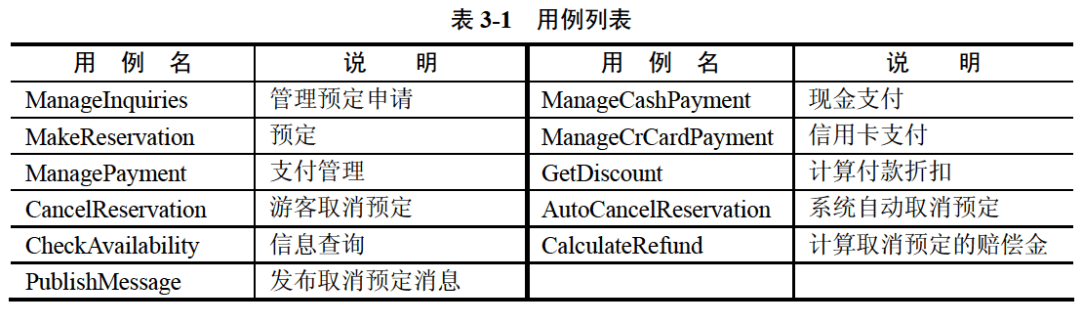 表 3-1 用例列表
用 例 名 说 明 用 例 名 说 明
ManageInquiries 管理预定申请 ManageCashPayment 现金支付
MakeReservation 预定 ManageCrCardPayment 信用卡支付
ManagePayment 支付管理 GetDiscount 计算付款折扣
CancelReservation 游客取消预定 AutoCancelReservation 系统自动取消预定
CheckAvailability 信息查询 CalculateRefund 计算取消预定的赔偿金
PublishMessage 发布取消预定消息